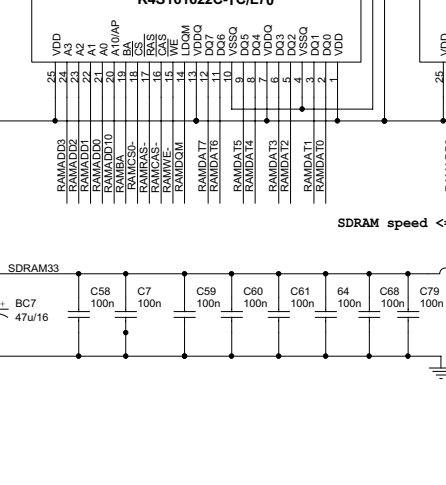 K4S161622C-TC/L70
VDD
A3
A2
A1
A0
A10/AP
BA
CS
RAS
CAS
WE
LDQM
VDDQ
DQ7
DQ6
VSSQ
DQ5
DQ4
VDDQ
DQ3
DQ2
VSSQ
DQ1
DQ0
VDD
VDD
25
24
23
22
21
20
19
18
17
16
15
14
13
12
11
10
9
8
7
6
5
4
3
2
1
25
RAMADD3
RAMADD2
RAMADD1
RAMADD0
RAMADD10
RAMBA
RAMCS0-
RAMRAS-
RAMCAS-
RAMWE-
RAMDQM
RAMDAT7
RAMDAT6
RAMDAT5
RAMDAT4
RAMDAT3
RAMDAT2
RAMDAT1
RAMDAT0
SDRAM speed <
SDRAM33
+ BC7
47u/16
C58
100n
C7
100n
C59
100n
C60
100n
C61
100n
64
100n
C68
100n
C79
100n